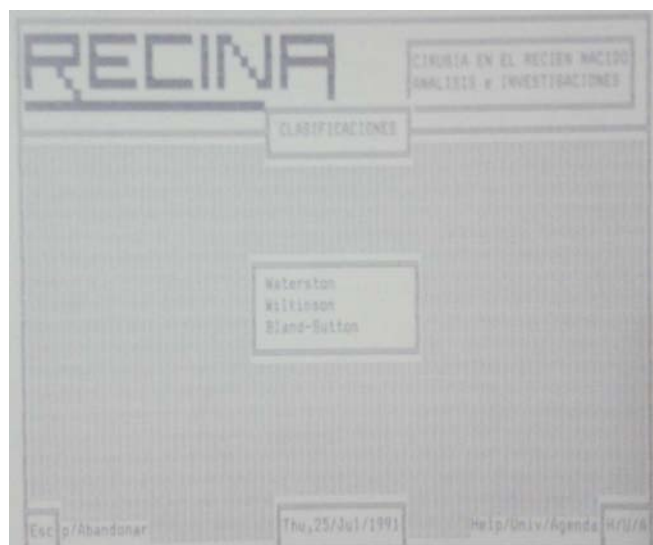 RECINA
CIRUGIA EN EL RECIEN NACIDO
ANALISIS e INVESTIGACIONES
CLASIFICACIONES
Waterston
Wilkinson
Bland-Sutton
Esc p/Abandonar
Thu,25/Jul/1991
Help/Univ/Agenda H/U/A